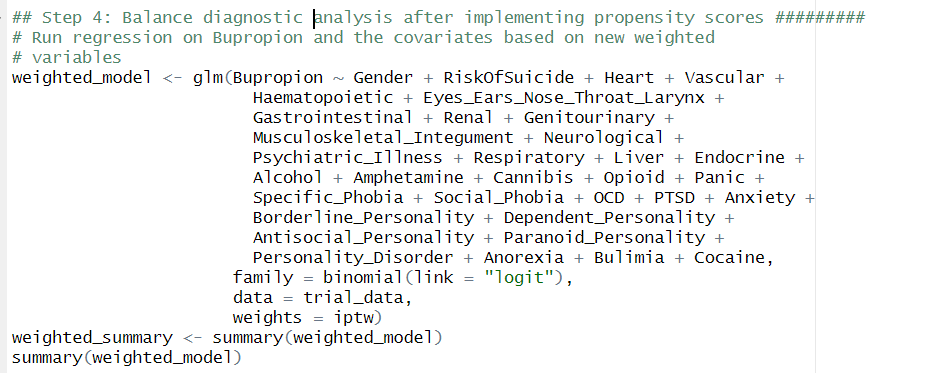 ## Step 4: Balance diagnostic analysis after implementing propensity scores #########
# Run regression on Bupropion and the covariates based on new weighted
# variables
weighted_model <- glm(Bupropion ~ Gender + RiskOfSuicide + Heart + Vascular +
Haematopoietic + Eyes_Ears_Nose_Throat_Larynx +
Gastrointestinal + Renal + Genitourinary +
Musculoskeletal_Integument + Neurological +
Psychiatric_Illness + Respiratory + Liver + Endocrine +
Alcohol + Amphetamine + Cannibis + Opioid + Panic +
Specific_Phobia + Social_Phobia + OCD + PTSD + Anxiety +
Borderline_Personality + Dependent_Personality +
Antisocial_Personality + Paranoid_Personality +
Personality_Disorder + Anorexia + Bulimia + Cocaine,
family = binomial(link = "logit"),
data = trial_data,
weights = iptw)
weighted_summary <- summary(weighted_model)
summary(weighted_model)